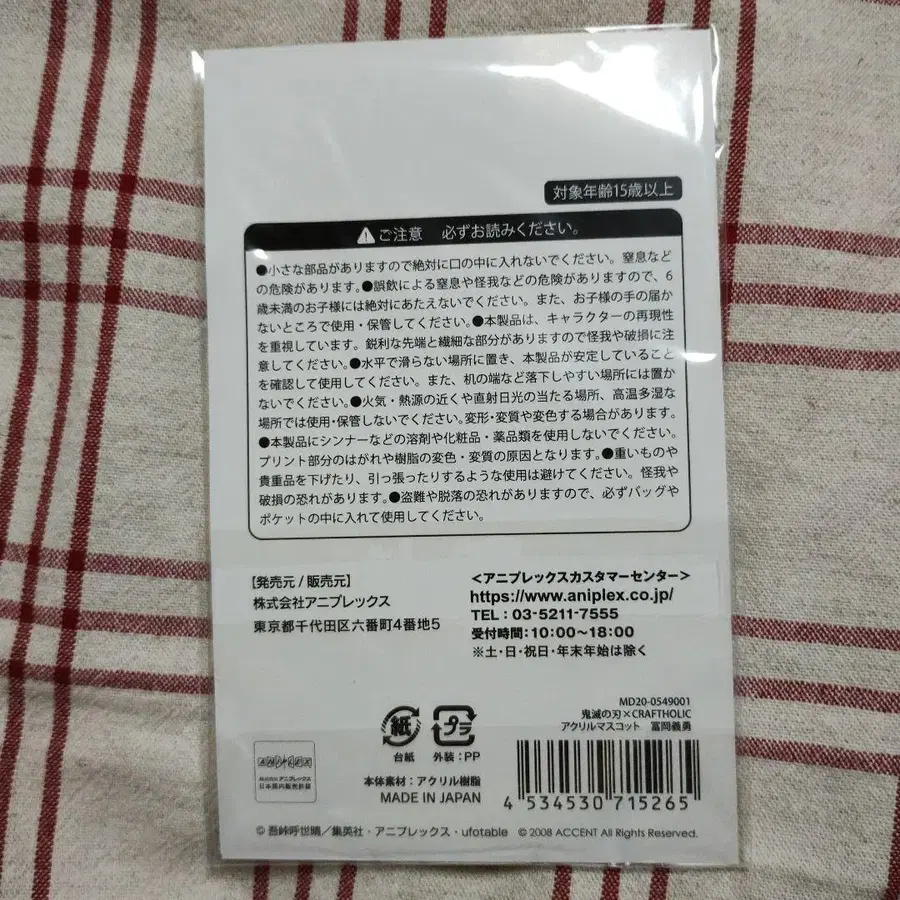 対象年齢15歳以上
ご注意 必ずお読みください。
●小さな部品がありますので絶対に口の中に入れないでください。窒息など
の危険があります。●誤飲による窒息や怪我などの危険がありますので、6
歳未満のお子様には絶対にあたえないでください。また、お子様の手の届か
ないところで使用・保管してください。●本製品は、キャラクターの再現性
を重視しています。鋭利な先端と繊細な部分がありますので怪我や破損に注
意してください。●水平で滑らない場所に置き、本製品が安定していること
を確認して使用してください。また、机の端など落下しやすい場所には置か
ないでください。●火気・熱源の近くや直射日光の当たる場所、高温多湿な
場所では使用・保管しないでください。変形・変質や変色する場合があります。
●本製品にシンナーなどの溶剤や化粧品・薬品類を使用しないでください。
プリント部分のはがれや樹脂の変色・変質の原因となります。●重いものや
貴重品を下げたり、引っ張ったりするような使用は避けてください。怪我や
破損の恐れがあります。●盗難や脱落の恐れがありますので、必ずバッグや
ポケットの中に入れて使用してください。
【発売元 / 販売元】
株式会社アニプレックス
東京都千代田区六番町4番地5
<アニプレックスカスタマーセンター>
https://www.aniplex.co.jp/
TEL : 03-5211-7555
受付時間:10:00〜18:00
※土・日・祝日・年末年始は除く
MD20-0549001
鬼滅の刃×CRAFTHOLIC
アクリルマスコット 冨岡義勇
紙
台紙
プラ
外装:PP
本体素材:アクリル樹脂
MADE IN JAPAN
4 534530 715265
ANIPLEX
株式会社アニプレックス
日本国内販売許諾
© 吾峠呼世晴/集英社・アニプレックス・ufotable © 2008 ACCENT All Rights Reserved.